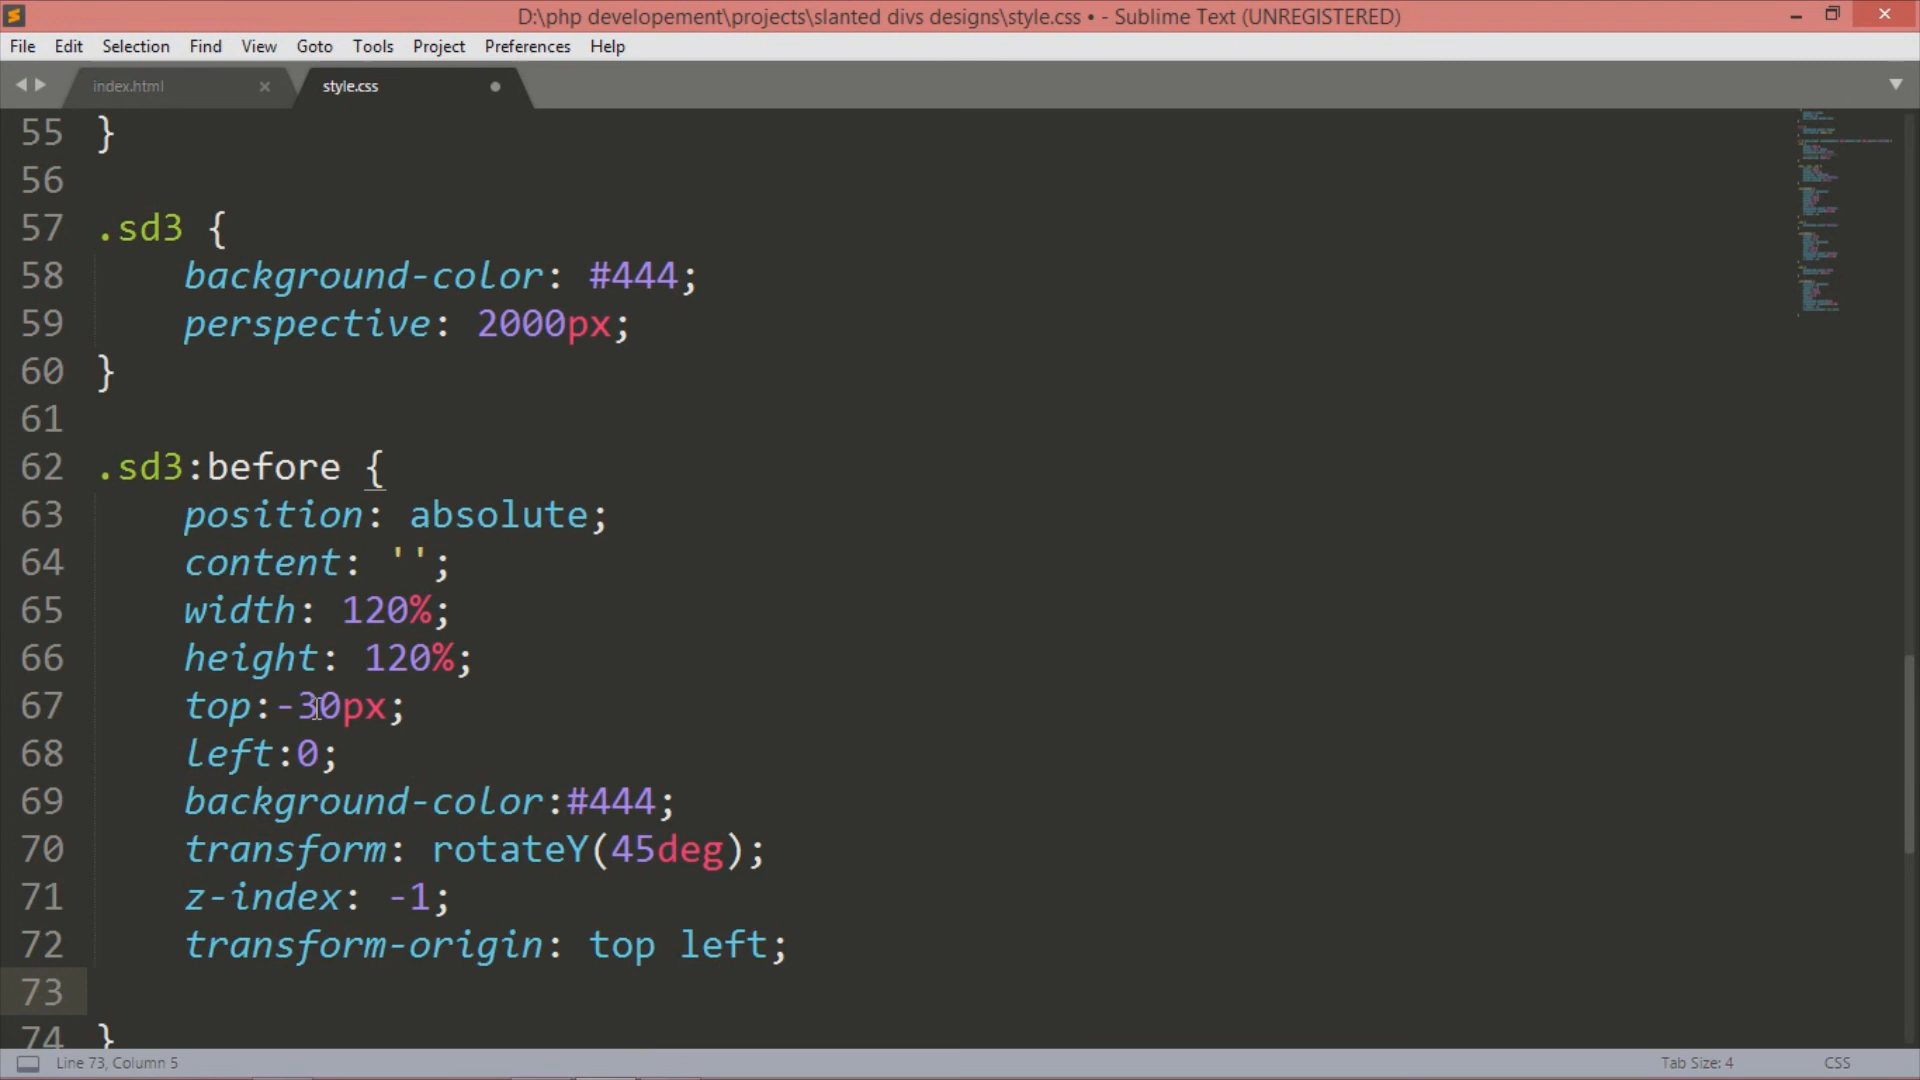 D:\php developement\projects\slanted divs designs\style.css • - Sublime Text (UNREGISTERED)
File Edit Selection Find View Goto Tools Project Preferences Help
index.html × style.css
55 }
56
57 .sd3 {
58 background-color: #444;
59 perspective: 2000px;
60 }
61
62 .sd3:before {
63 position: absolute;
64 content: '';
65 width: 120%;
66 height: 120%;
67 top:-30px;
68 left:0;
69 background-color:#444;
70 transform: rotateY(45deg);
71 z-index: -1;
72 transform-origin: top left;
73
74 }
Line 73, Column 5 Tab Size: 4 CSS